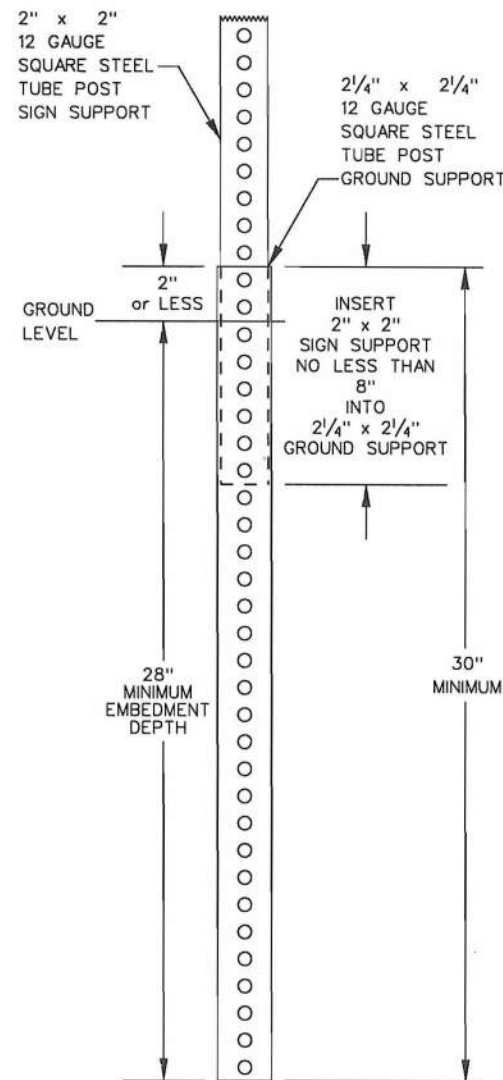 2" x 2"
12 GAUGE
SQUARE STEEL
TUBE POST
SIGN SUPPORT
2¼" x 2¼"
12 GAUGE
SQUARE STEEL
TUBE POST
GROUND SUPPORT
2"
or LESS
GROUND
LEVEL
INSERT
2" x 2"
SIGN SUPPORT
NO LESS THAN
8"
INTO
2¼" x 2¼"
GROUND SUPPORT
28"
MINIMUM
EMBEDMENT
DEPTH
30"
MINIMUM